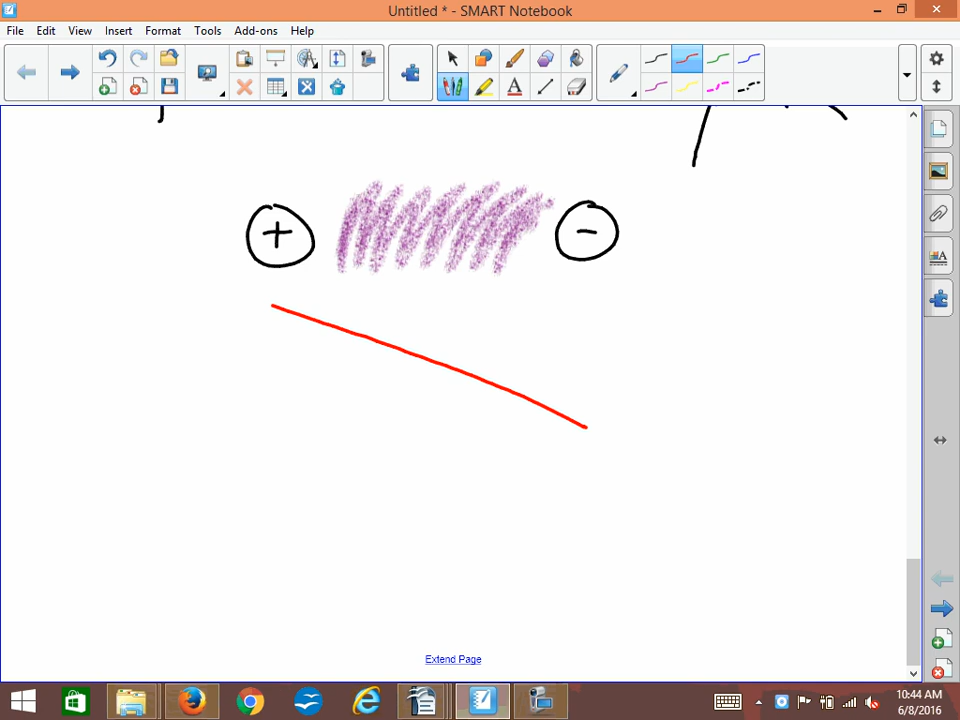 Untitled * - SMART Notebook
File Edit View Insert Format Tools Add-ons Help
+ -
Extend Page
10:44 AM
6/8/2016